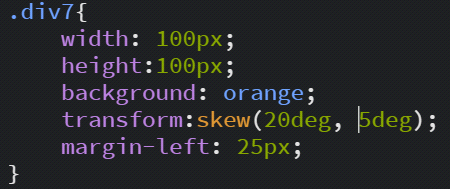 .div7{
width: 100px;
height:100px;
background: orange;
transform:skew(20deg, 5deg);
margin-left: 25px;
}